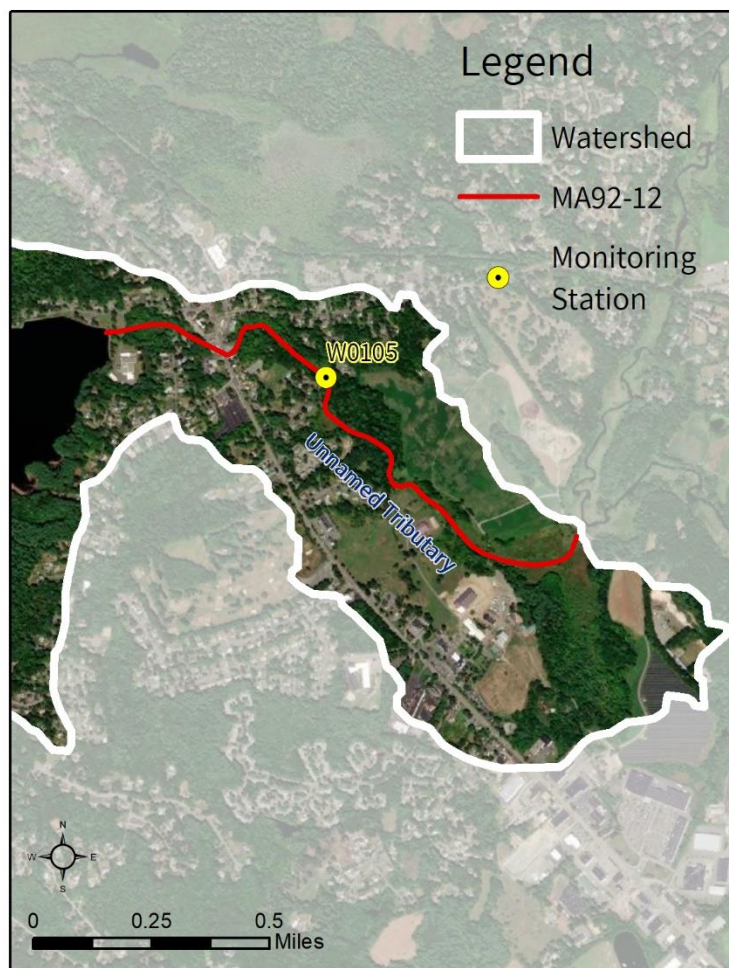 Legend
Watershed
MA92-12
Monitoring
Station
W0105
Unnamed Tributary
N
W
E
S
0
0.25
0.5
Miles